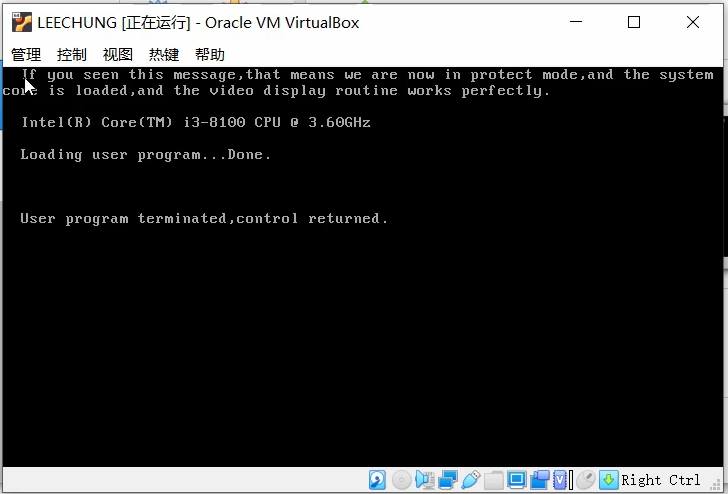 LEECHUNG [正在运行] - Oracle VM VirtualBox
管理 控制 视图 热键 帮助
If you seen this message,that means we are now in protect mode,and the system
core is loaded,and the video display routine works perfectly.
Intel(R) Core(TM) i3-8100 CPU @ 3.60GHz
Loading user program...Done.
User program terminated,control returned.
Right Ctrl